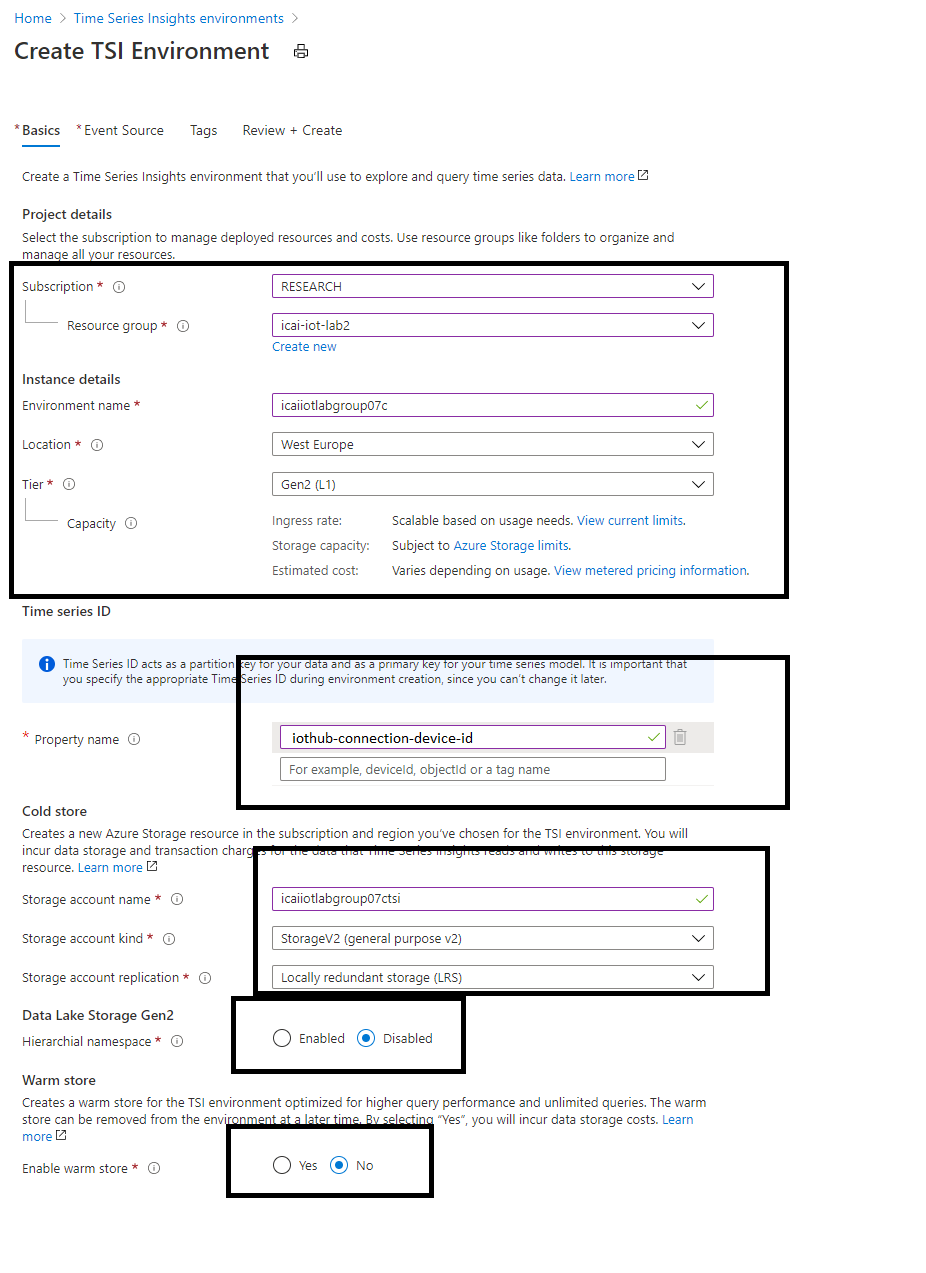 Home > Time Series Insights environments >
Create TSI Environment
* Basics * Event Source Tags Review + Create
Create a Time Series Insights environment that you'll use to explore and query time series data. Learn more
Project details
Select the subscription to manage deployed resources and costs. Use resource groups like folders to organize and
manage all your resources.
Subscription * RESEARCH
Resource group * icai-iot-lab2
Create new
Instance details
Environment name * icaiiotlabgroup07c
Location * West Europe
Tier * Gen2 (L1)
Capacity Ingress rate: Scalable based on usage needs. View current limits.
Storage capacity: Subject to Azure Storage limits.
Estimated cost: Varies depending on usage. View metered pricing information.
Time series ID
Time Series ID acts as a partition key for your data and as a primary key for your time series model. It is important that
you specify the appropriate Time Series ID during environment creation, since you can't change it later.
* Property name iothub-connection-device-id
For example, deviceId, objectId or a tag name
Cold store
Creates a new Azure Storage resource in the subscription and region you've chosen for the TSI environment. You will
incur data storage and transaction charges for the data that Time Series Insights reads and writes to this storage
resource. Learn more
Storage account name * icaiiotlabgroup07ctsi
Storage account kind * StorageV2 (general purpose v2)
Storage account replication * Locally redundant storage (LRS)
Data Lake Storage Gen2
Hierarchial namespace * Enabled Disabled
Warm store
Creates a warm store for the TSI environment optimized for higher query performance and unlimited queries. The warm
store can be removed from the environment at a later time. By selecting "Yes", you will incur data storage costs. Learn
more
Enable warm store * Yes No